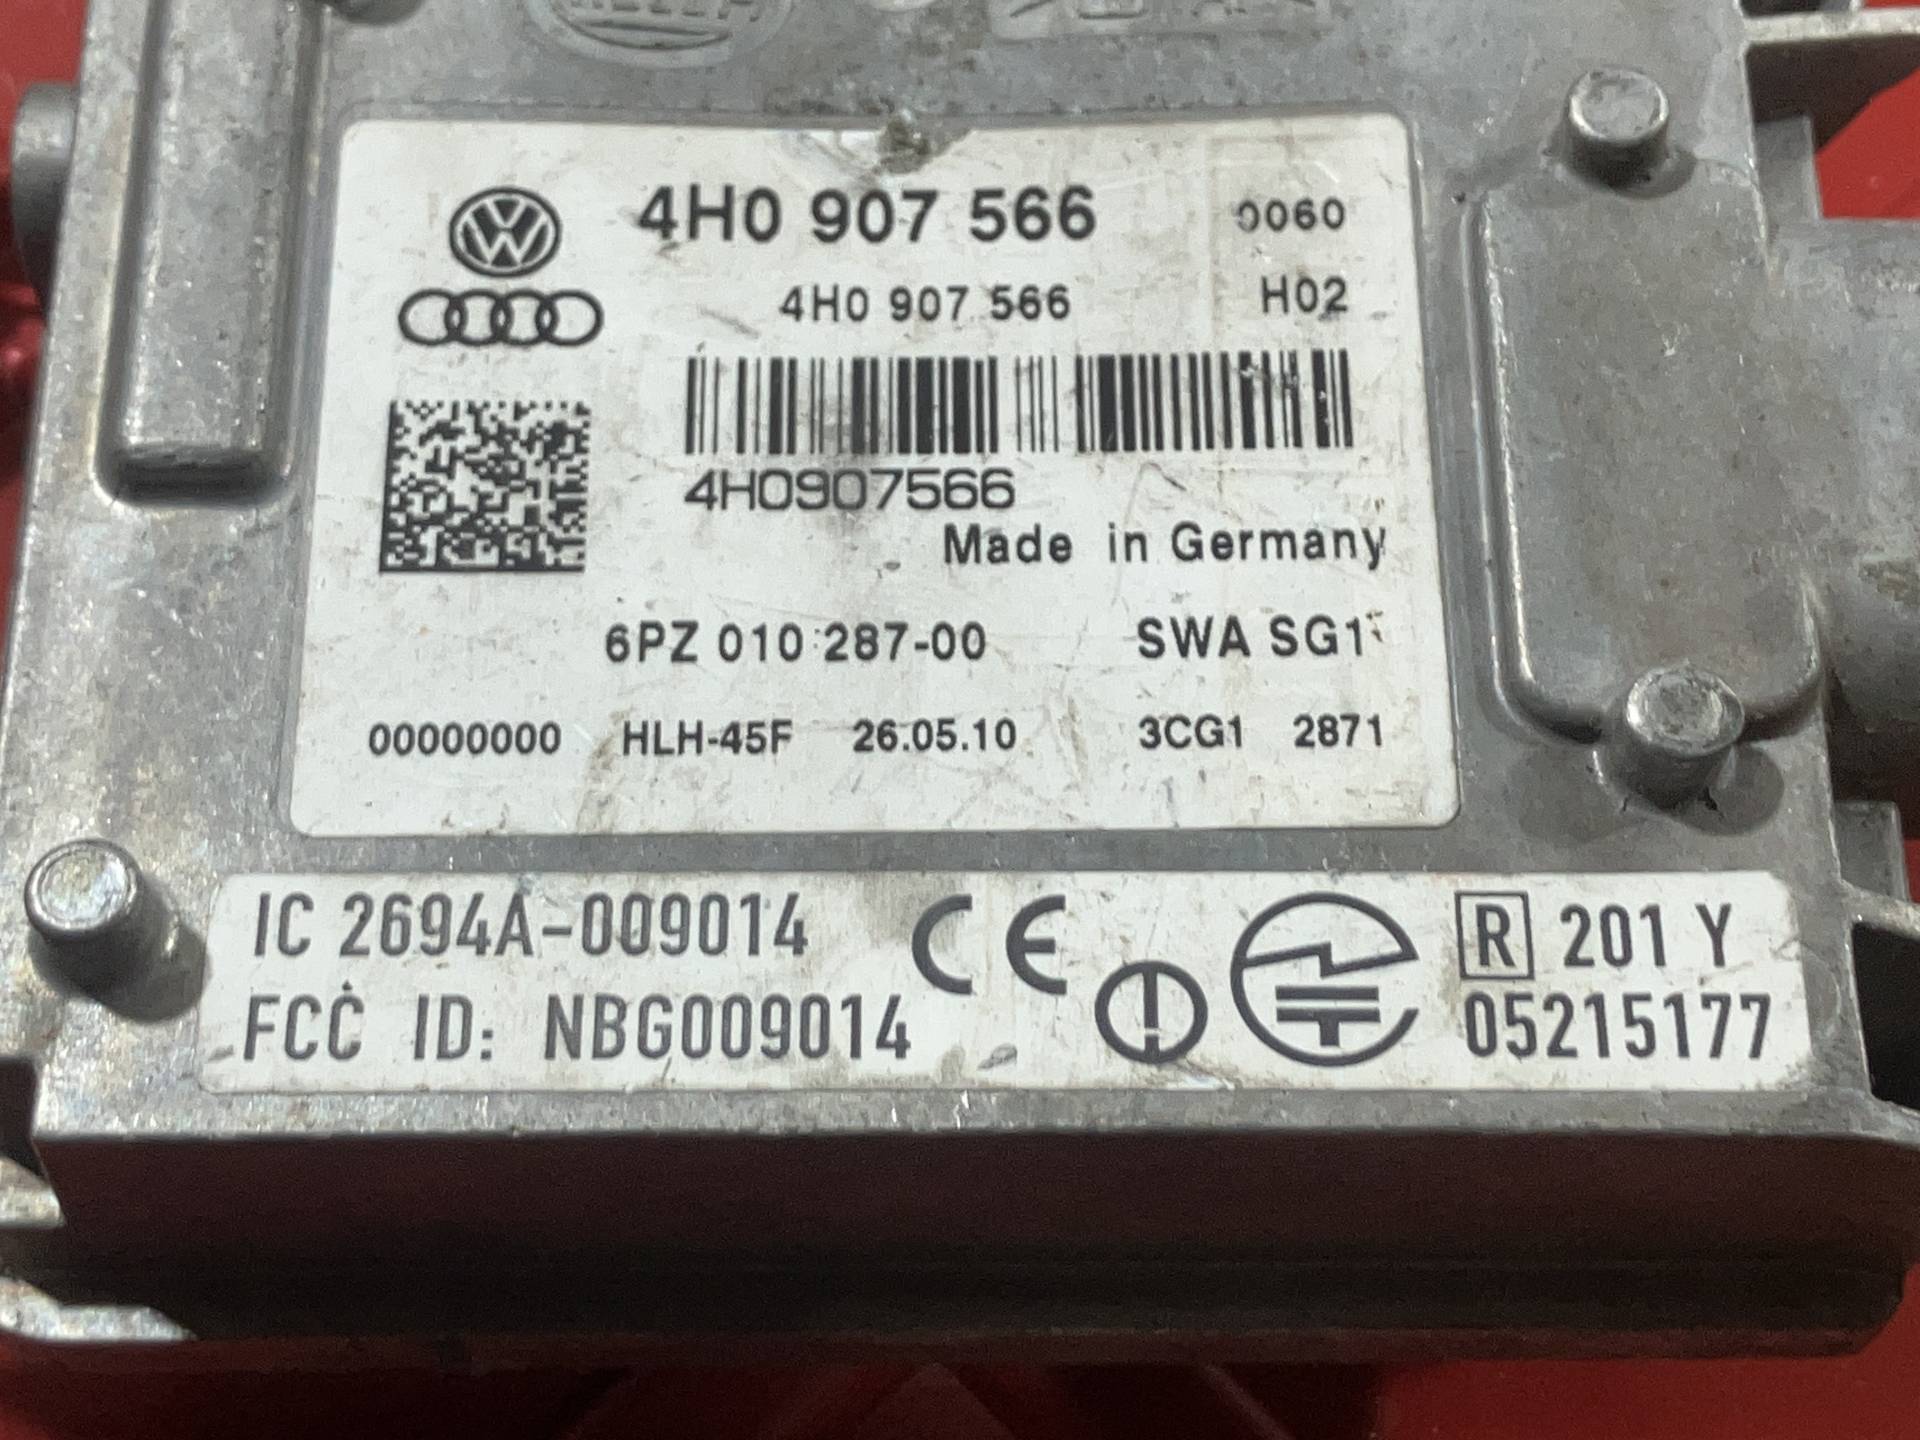 4H0 907 566 0060
4H0 907 566 H02
4H0907566
Made in Germany
6PZ 010 287-00 SWA SG1
00000000 HLH-45F 26.05.10 3CG1 2871
IC 2694A-009014 CE R 201 Y
FCC ID: NBG009014 05215177